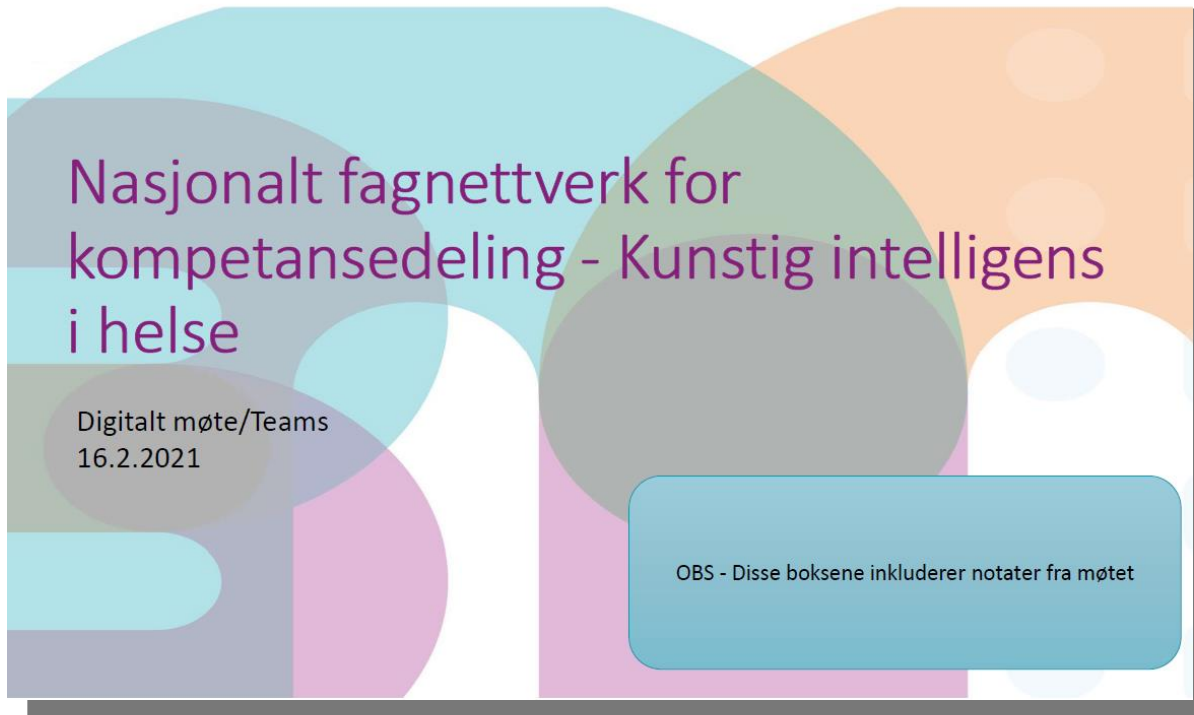 Nasjonalt fagnettverk for
kompetansedeling - Kunstig intelligens
i helse
Digitalt møte/Teams
16.2.2021
OBS - Disse boksene inkluderer notater fra møtet